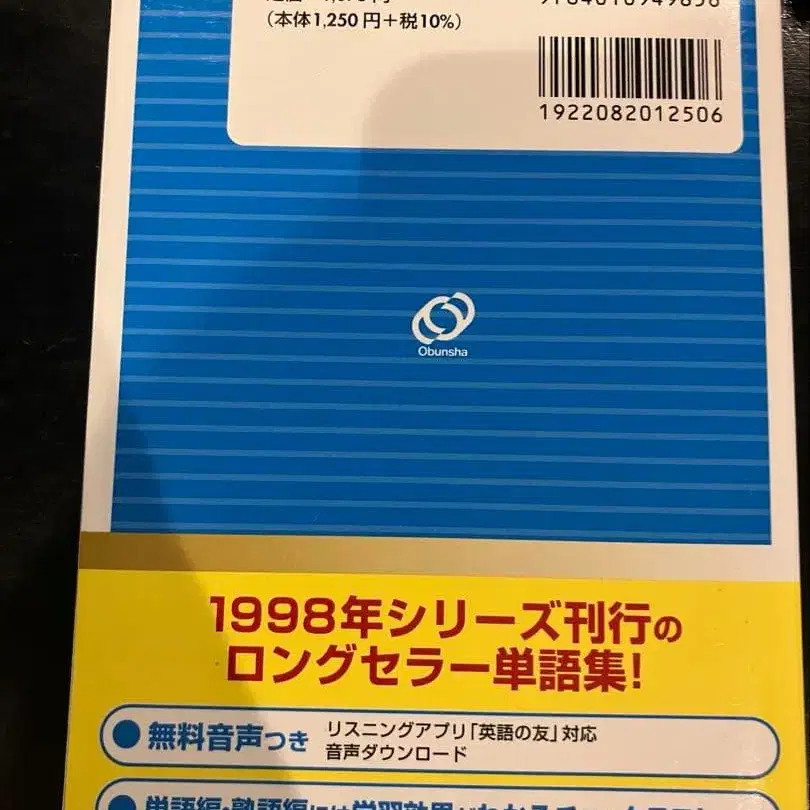 (本体1,250円+税10%)
1922082012506
Obunsha
1998年シリーズ刊行の
ロングセラー単語集!
無料音声つき
リスニングアプリ「英語の友」対応
音声ダウンロード